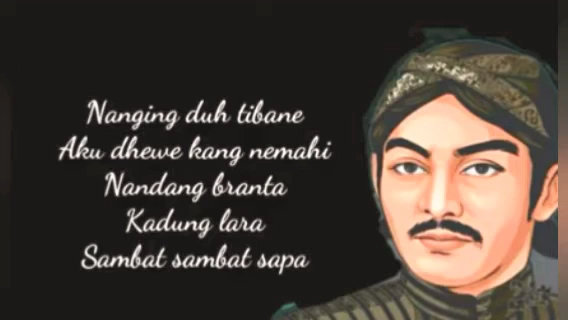 Nanging duh tibane
Aku dhewe kang nemahi
Nandang branta
Kadung lara
Sambat sambat sapa